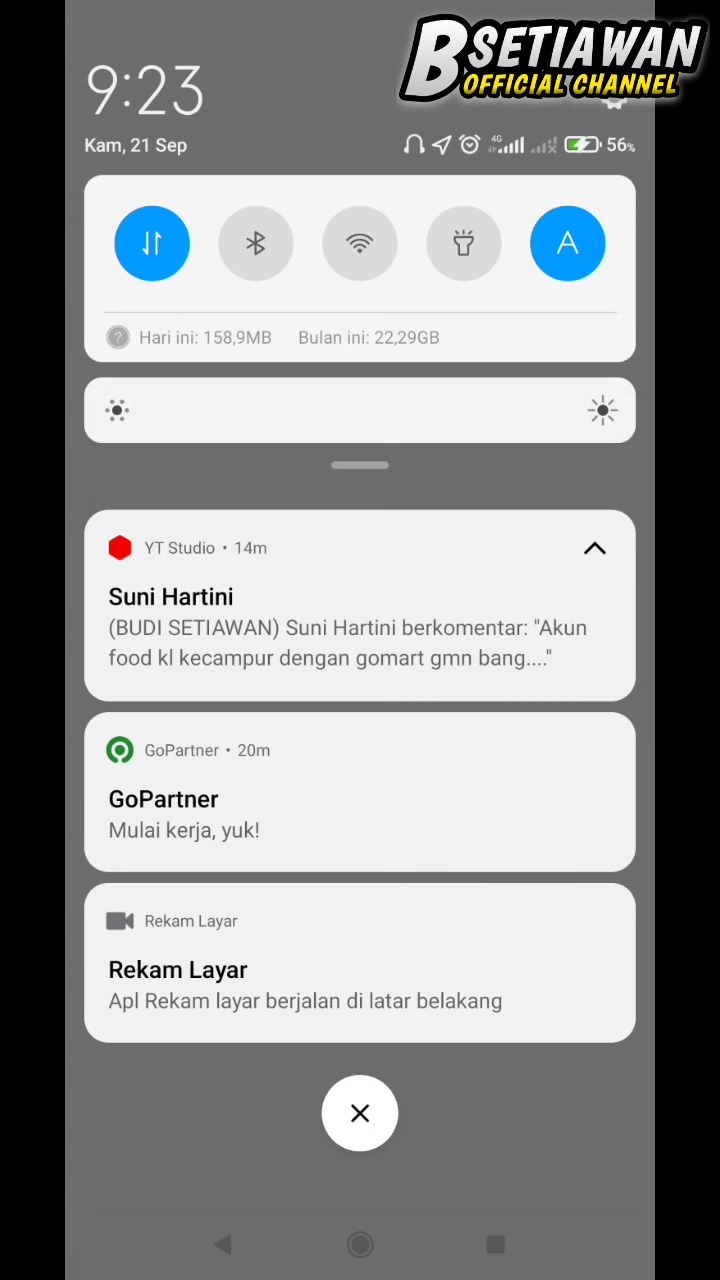 BSETIAWAN
OFFICIAL CHANNEL
9:23
Kam, 21 Sep
4G 56%
A
Hari ini: 158,9MB Bulan ini: 22,29GB
YT Studio • 14m
Suni Hartini
(BUDI SETIAWAN) Suni Hartini berkomentar: "Akun
food kl kecampur dengan gomart gmn bang...."
GoPartner • 20m
GoPartner
Mulai kerja, yuk!
Rekam Layar
Rekam Layar
Apl Rekam layar berjalan di latar belakang